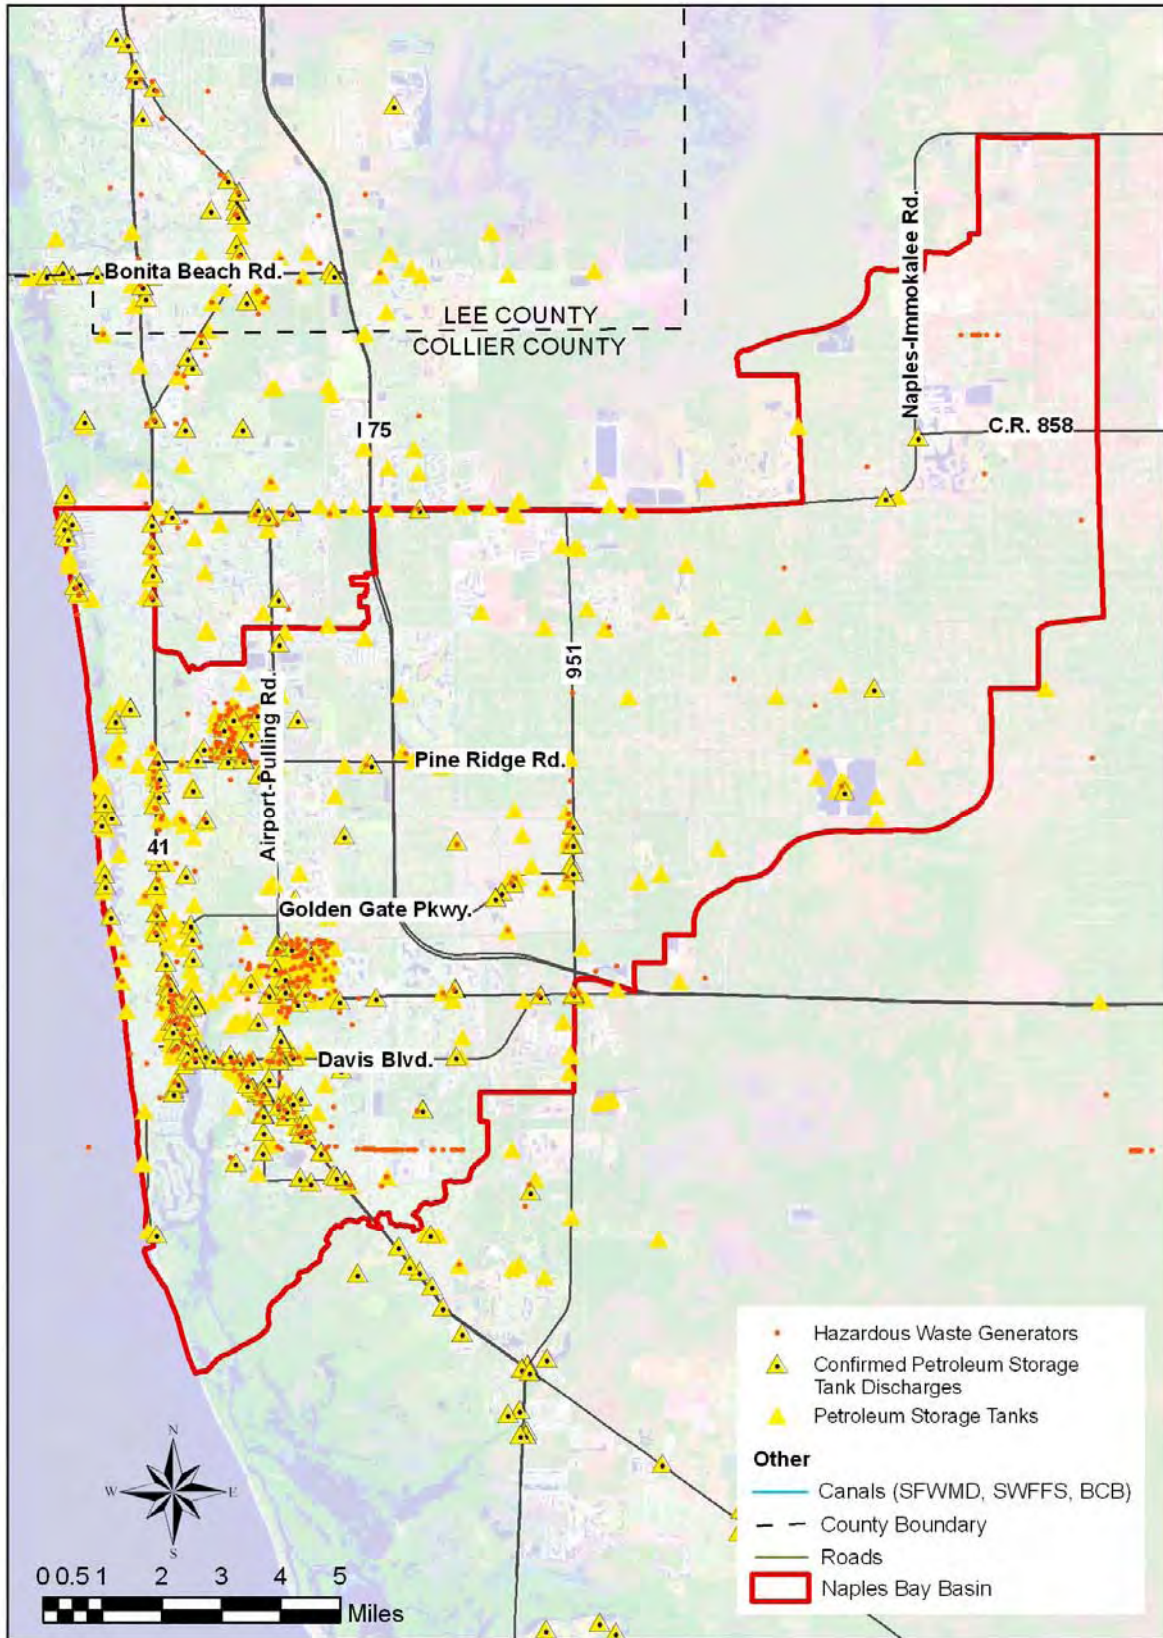 Bonita Beach Rd.
LEE COUNTY
COLLIER COUNTY
Naples-Immokalee Rd.
I 75
C.R. 858
951
Airport-Pulling Rd.
Pine Ridge Rd.
41
Golden Gate Pkwy.
Davis Blvd.
Hazardous Waste Generators
Confirmed Petroleum Storage
Tank Discharges
Petroleum Storage Tanks
Other
Canals (SFWMD, SWFFS, BCB)
County Boundary
Roads
Naples Bay Basin
N
W E
S
0 0.5 1 2 3 4 5
Miles